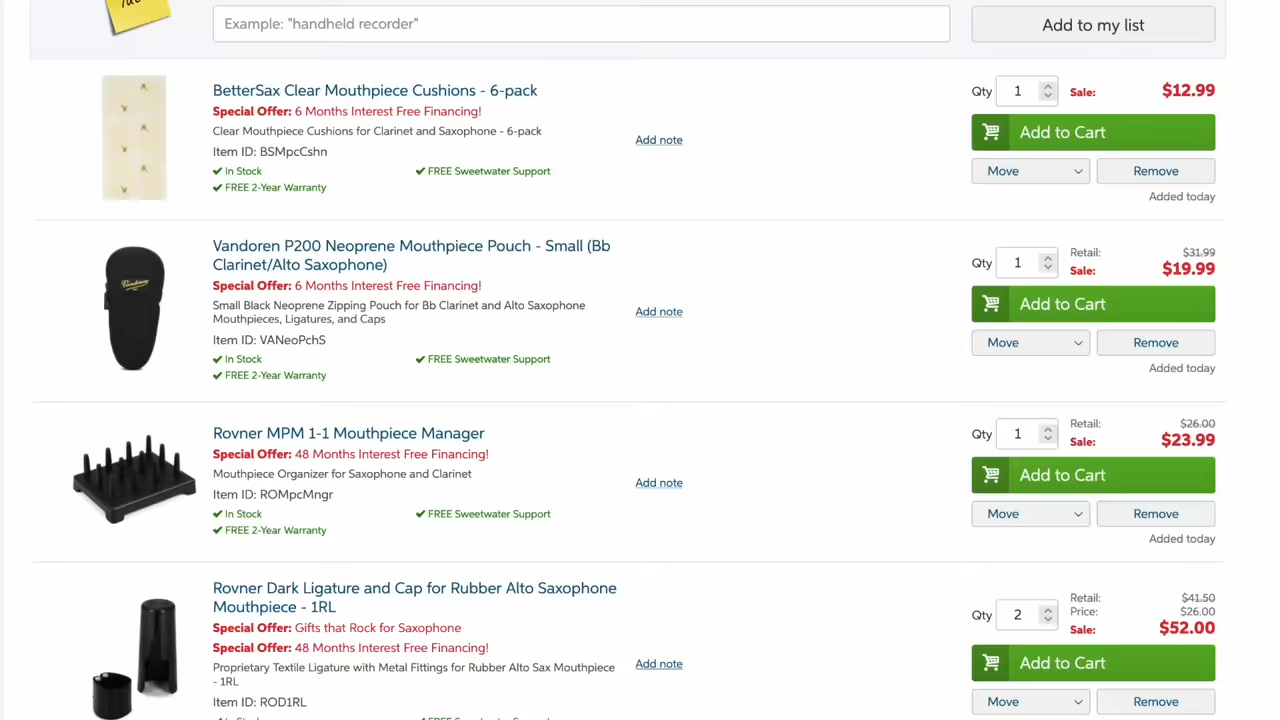 Example: "handheld recorder"
Add to my list
BetterSax Clear Mouthpiece Cushions - 6-pack
Special Offer: 6 Months Interest Free Financing!
Clear Mouthpiece Cushions for Clarinet and Saxophone - 6-pack
Item ID: BSMpcCshn
In Stock
FREE Sweetwater Support
FREE 2-Year Warranty
Add note
Qty 1 Sale: $12.99
Add to Cart
Move
Remove
Added today
Vandoren P200 Neoprene Mouthpiece Pouch - Small (Bb
Clarinet/Alto Saxophone)
Special Offer: 6 Months Interest Free Financing!
Small Black Neoprene Zipping Pouch for Bb Clarinet and Alto Saxophone
Mouthpieces, Ligatures, and Caps
Item ID: VANeoPchS
In Stock
FREE Sweetwater Support
FREE 2-Year Warranty
Add note
Retail: $31.99
Qty 1 Sale: $19.99
Add to Cart
Move
Remove
Added today
Rovner MPM 1-1 Mouthpiece Manager
Special Offer: 48 Months Interest Free Financing!
Mouthpiece Organizer for Saxophone and Clarinet
Item ID: ROMpcMngr
In Stock
FREE Sweetwater Support
FREE 2-Year Warranty
Add note
Retail: $26.00
Qty 1 Sale: $23.99
Add to Cart
Move
Remove
Added today
Rovner Dark Ligature and Cap for Rubber Alto Saxophone
Mouthpiece - 1RL
Special Offer: Gifts that Rock for Saxophone
Special Offer: 48 Months Interest Free Financing!
Proprietary Textile Ligature with Metal Fittings for Rubber Alto Sax Mouthpiece
- 1RL
Item ID: ROD1RL
In Stock
FREE Sweetwater Support
Add note
Retail: $41.50
Price: $26.00
Qty 2 Sale: $52.00
Add to Cart
Move
Remove